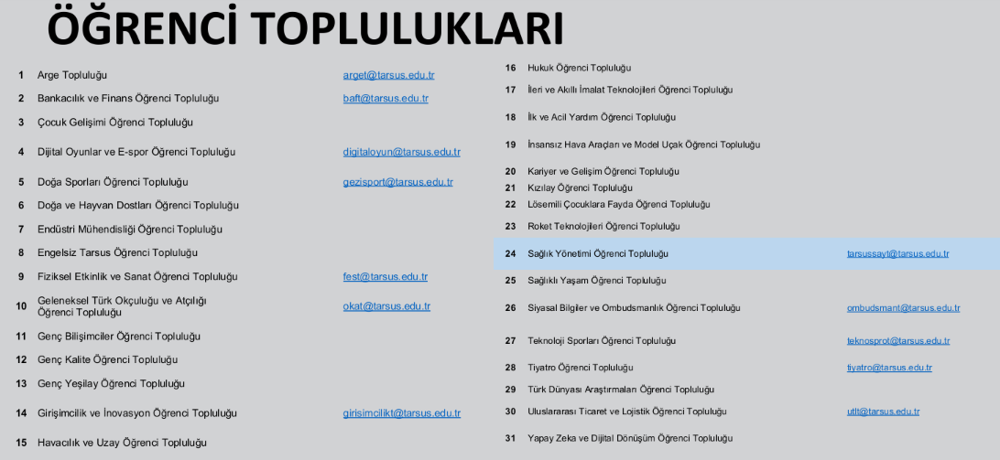 ÖĞRENCİ TOPLULUKLARI
1 Arge Topluluğu arget@tarsus.edu.tr
2 Bankacılık ve Finans Öğrenci Topluluğu baft@tarsus.edu.tr
3 Çocuk Gelişimi Öğrenci Topluluğu
4 Dijital Oyunlar ve E-spor Öğrenci Topluluğu digitaloyun@tarsus.edu.tr
5 Doğa Sporları Öğrenci Topluluğu gezisport@tarsus.edu.tr
6 Doğa ve Hayvan Dostları Öğrenci Topluluğu
7 Endüstri Mühendisliği Öğrenci Topluluğu
8 Engelsiz Tarsus Öğrenci Topluluğu
9 Fiziksel Etkinlik ve Sanat Öğrenci Topluluğu fest@tarsus.edu.tr
10 Geleneksel Türk Okçuluğu ve Atçılığı
Öğrenci Topluluğu okat@tarsus.edu.tr
11 Genç Bilişimciler Öğrenci Topluluğu
12 Genç Kalite Öğrenci Topluluğu
13 Genç Yeşilay Öğrenci Topluluğu
14 Girişimcilik ve İnovasyon Öğrenci Topluluğu girisimcilikt@tarsus.edu.tr
15 Havacılık ve Uzay Öğrenci Topluluğu
16 Hukuk Öğrenci Topluluğu
17 İleri ve Akıllı İmalat Teknolojileri Öğrenci Topluluğu
18 İlk ve Acil Yardım Öğrenci Topluluğu
19 İnsansız Hava Araçları ve Model Uçak Öğrenci Topluluğu
20 Kariyer ve Gelişim Öğrenci Topluluğu
21 Kızılay Öğrenci Topluluğu
22 Lösemili Çocuklara Fayda Öğrenci Topluluğu
23 Roket Teknolojileri Öğrenci Topluluğu
24 Sağlık Yönetimi Öğrenci Topluluğu tarsussayt@tarsus.edu.tr
25 Sağlıklı Yaşam Öğrenci Topluluğu
26 Siyasal Bilgiler ve Ombudsmanlık Öğrenci Topluluğu ombudsmant@tarsus.edu.tr
27 Teknoloji Sporları Öğrenci Topluluğu teknosprot@tarsus.edu.tr
28 Tiyatro Öğrenci Topluluğu tiyatro@tarsus.edu.tr
29 Türk Dünyası Araştırmaları Öğrenci Topluluğu
30 Uluslararası Ticaret ve Lojistik Öğrenci Topluluğu utlt@tarsus.edu.tr
31 Yapay Zeka ve Dijital Dönüşüm Öğrenci Topluluğu